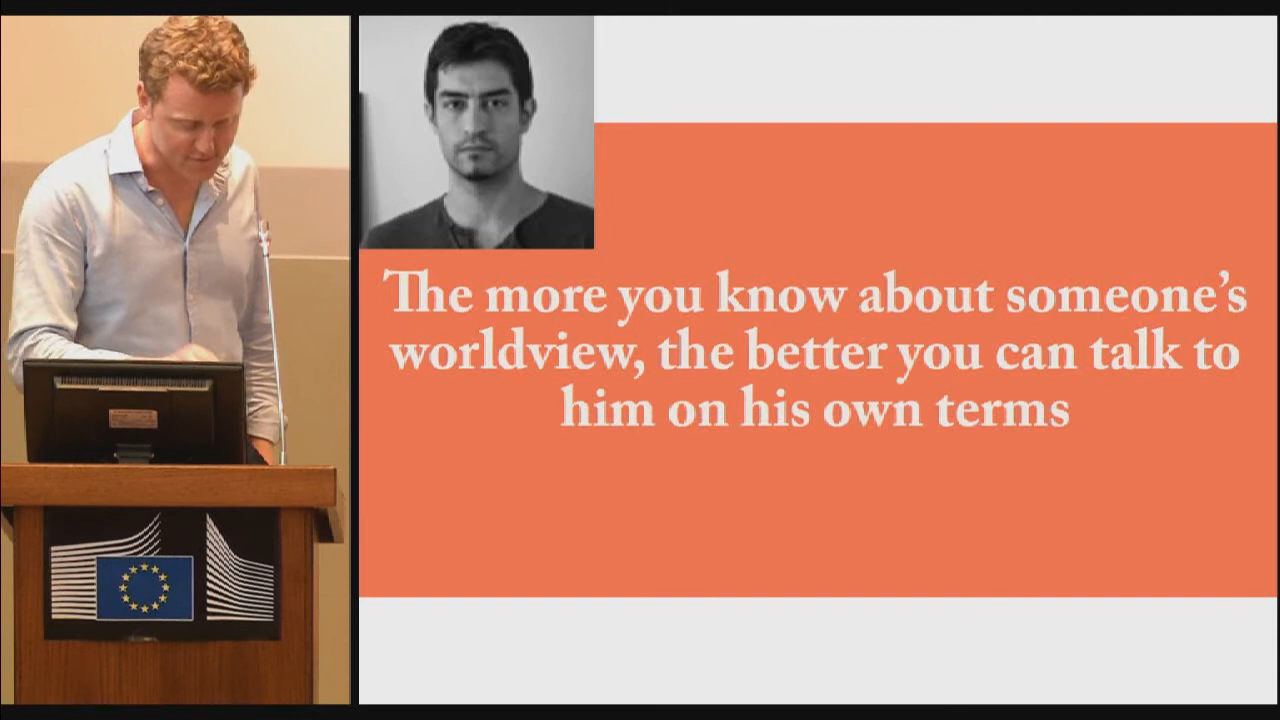 The more you know about someone's
worldview, the better you can talk to
him on his own terms